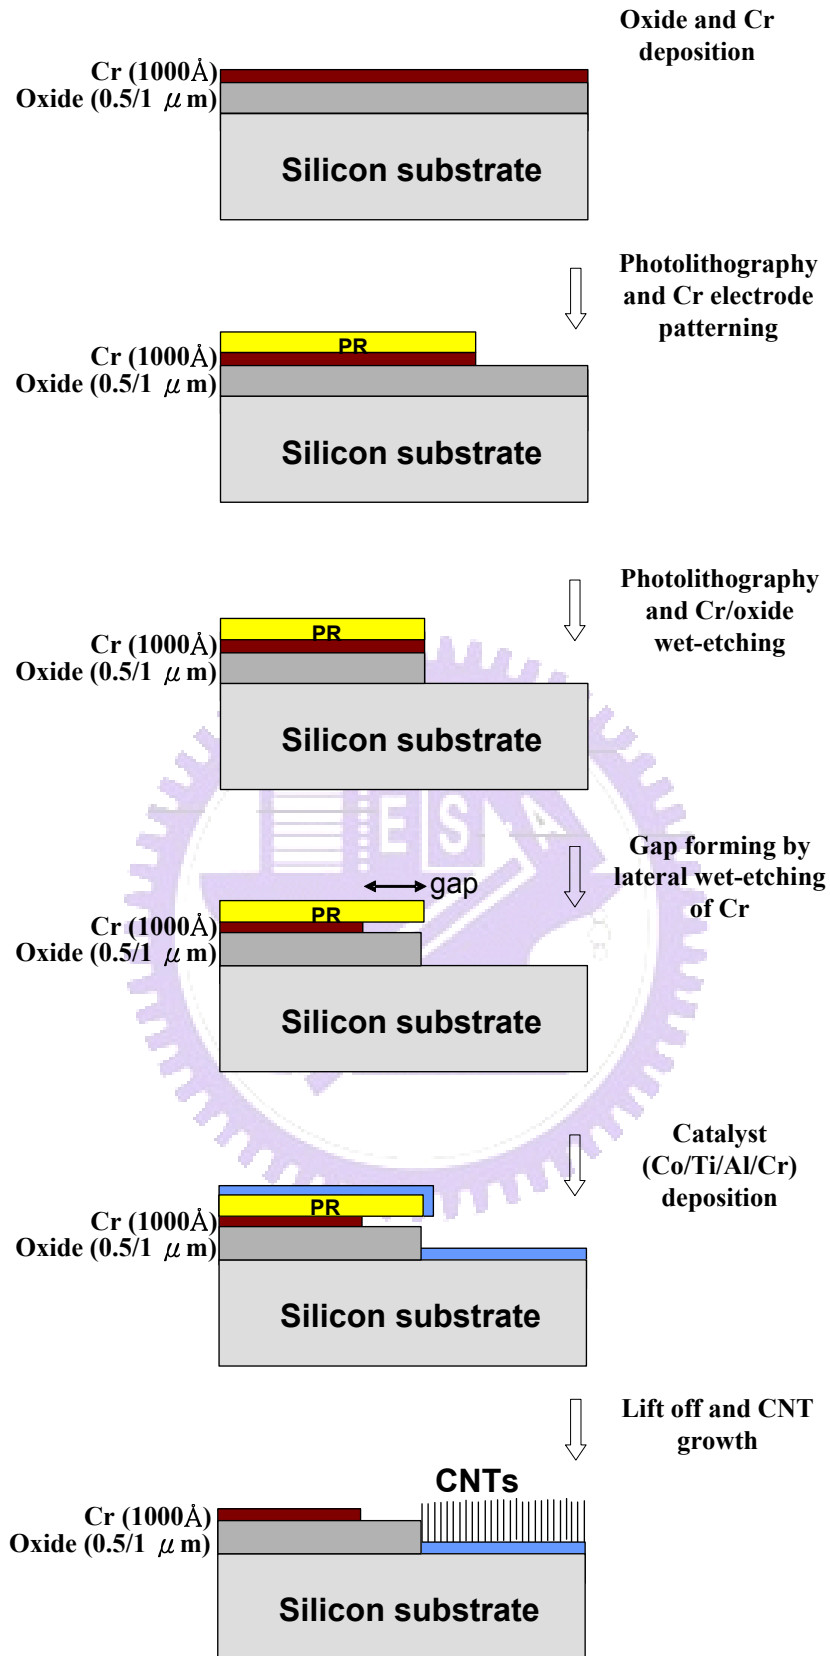 Oxide and Cr
deposition
Cr (1000Å)
Oxide (0.5/1 μm)
Silicon substrate
Photolithography
and Cr electrode
patterning
PR
Cr (1000Å)
Oxide (0.5/1 μm)
Silicon substrate
Photolithography
and Cr/oxide
wet-etching
PR
Cr (1000Å)
Oxide (0.5/1 μm)
Silicon substrate
E S A
Gap forming by
lateral wet-etching
of Cr
gap
PR
Cr (1000Å)
Oxide (0.5/1 μm)
Silicon substrate
Catalyst
(Co/Ti/Al/Cr)
deposition
PR
Cr (1000Å)
Oxide (0.5/1 μm)
Silicon substrate
Lift off and CNT
growth
CNTs
Cr (1000Å)
Oxide (0.5/1 μm)
Silicon substrate